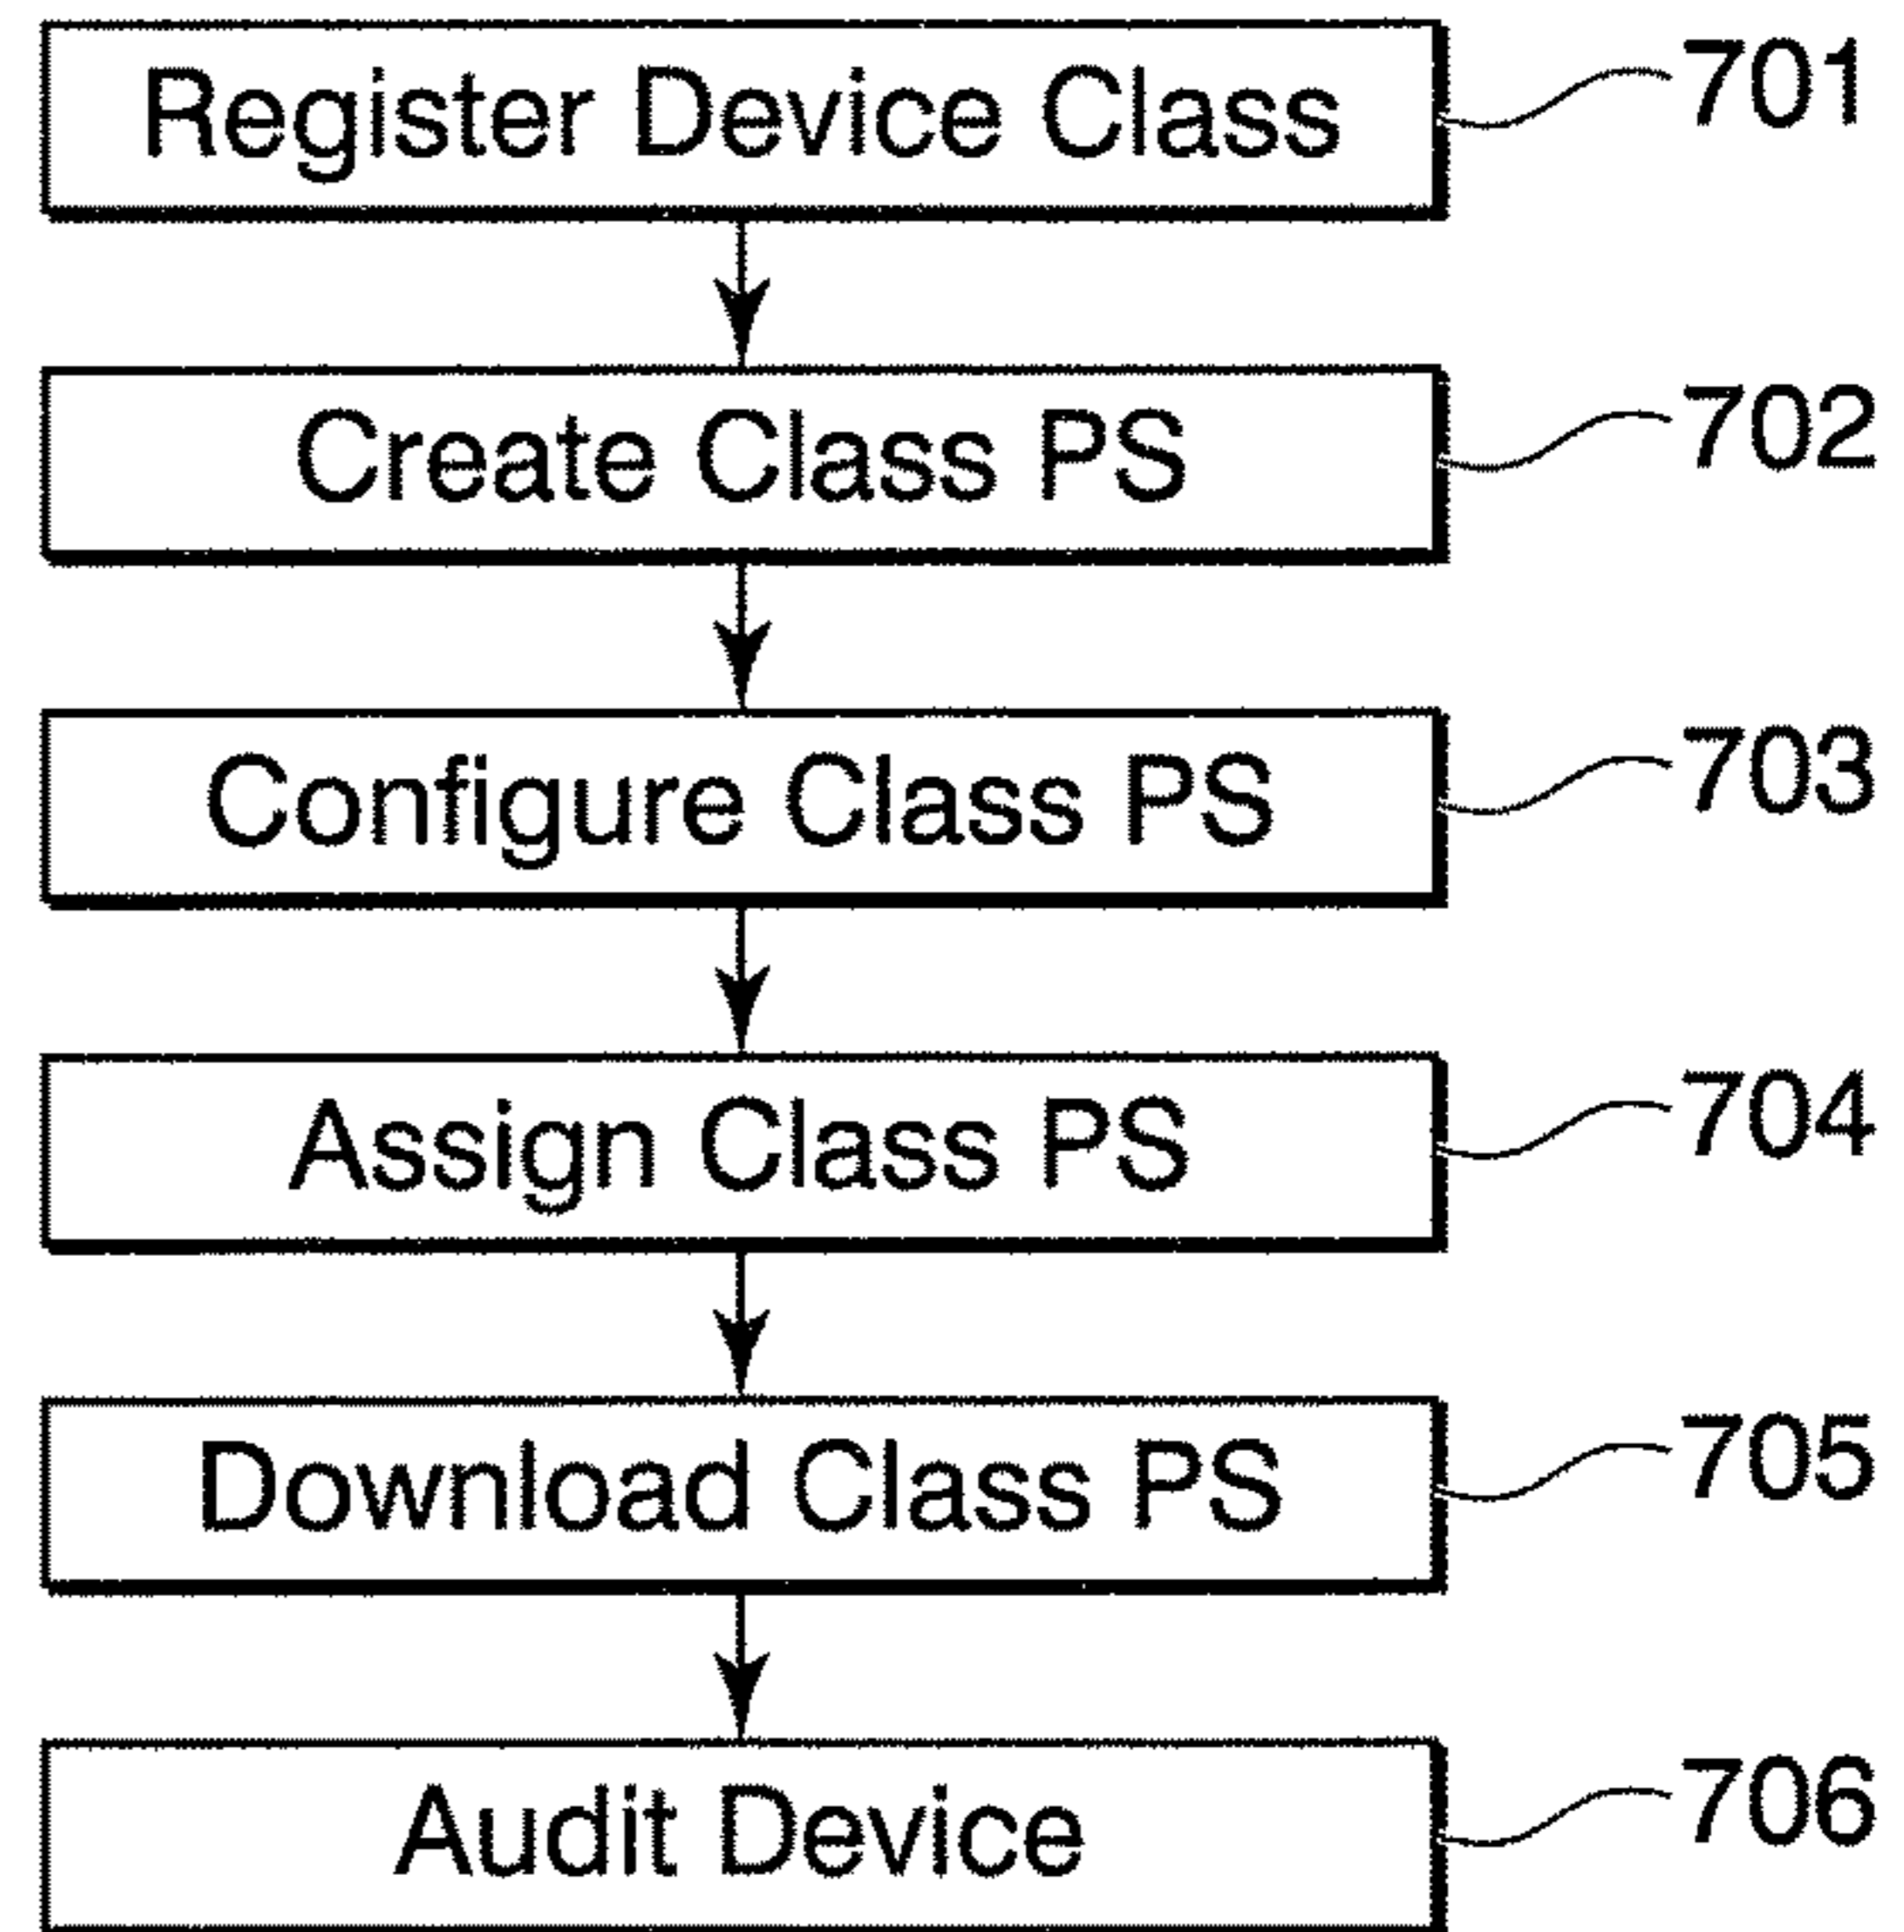 Register Device Class 701
Create Class PS 702
Configure Class PS 703
Assign Class PS 704
Download Class PS 705
Audit Device 706